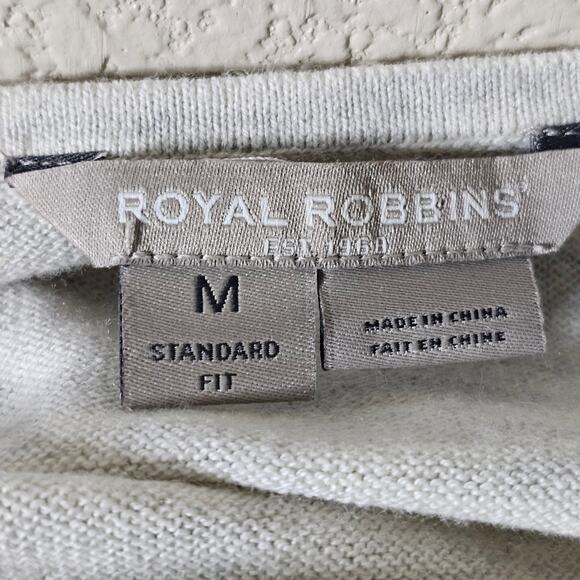 ROYAL ROBBINS
EST. 1968
M
STANDARD
FIT
MADE IN CHINA
FAIT EN CHINE